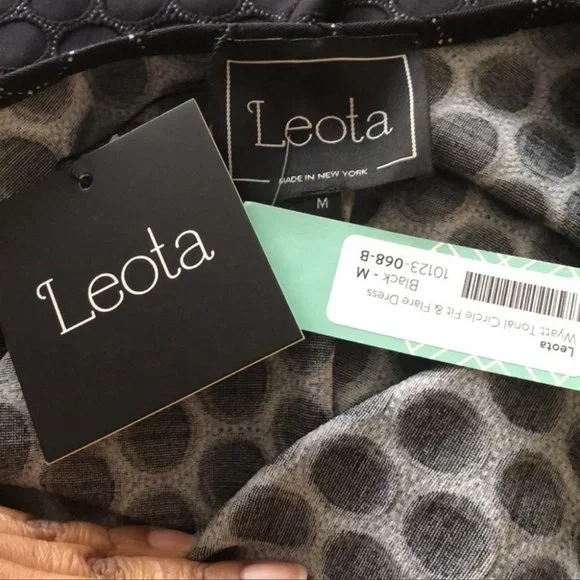 Leota
MADE IN NEW YORK
M
Leota
Leota
Wyatt Tonal Circle Fit & Flare Dress
Black - M
10123-068-B